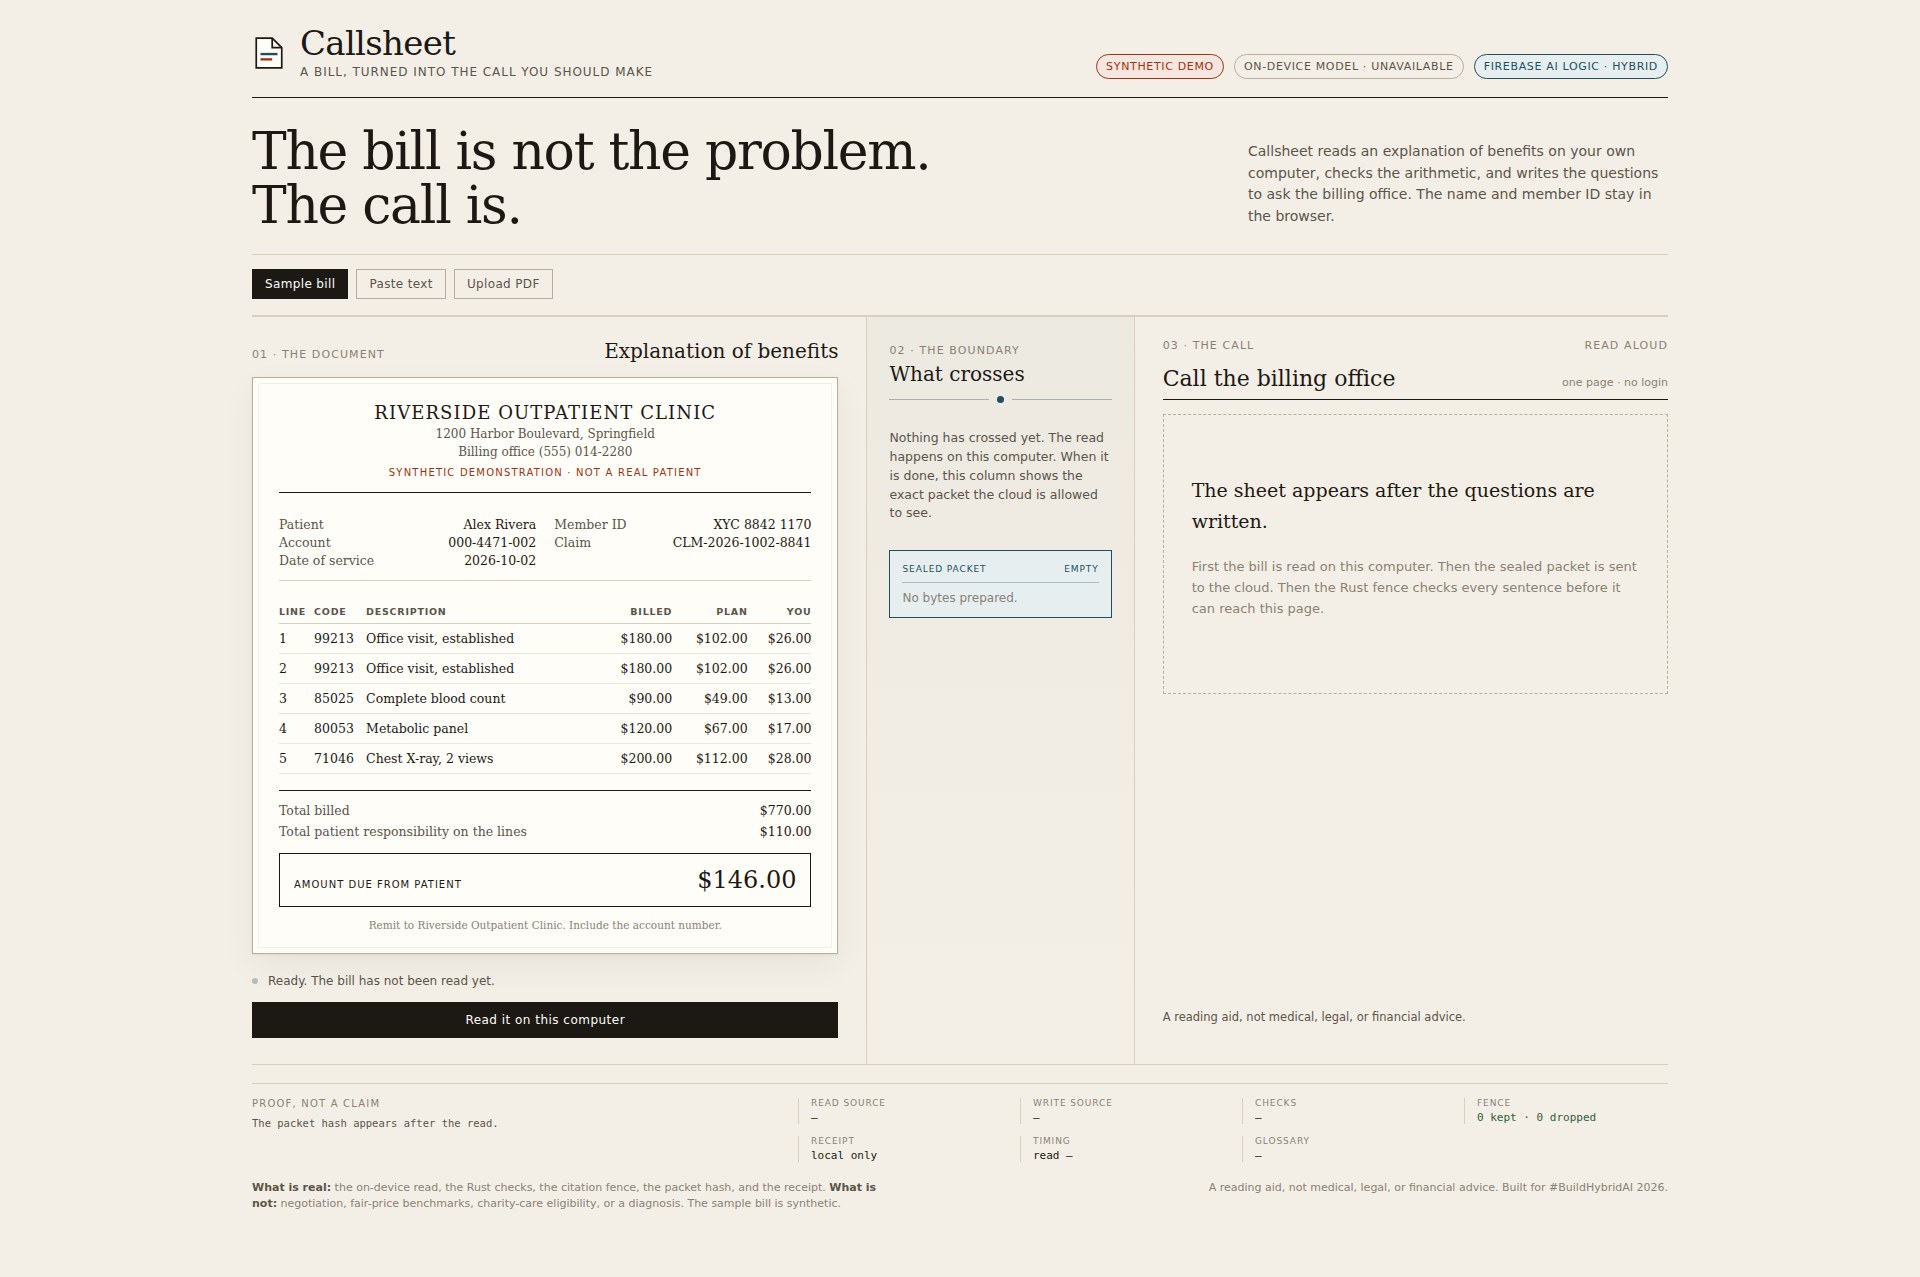 Callsheet
A BILL, TURNED INTO THE CALL YOU SHOULD MAKE
SYNTHETIC DEMO
ON-DEVICE MODEL · UNAVAILABLE
FIREBASE AI LOGIC · HYBRID
The bill is not the problem.
The call is.
Callsheet reads an explanation of benefits on your own
computer, checks the arithmetic, and writes the questions
to ask the billing office. The name and member ID stay in
the browser.
Sample bill
Paste text
Upload PDF
01 · THE DOCUMENT
Explanation of benefits
RIVERSIDE OUTPATIENT CLINIC
1200 Harbor Boulevard, Springfield
Billing office (555) 014-2280
SYNTHETIC DEMONSTRATION · NOT A REAL PATIENT
Patient Alex Rivera Member ID XYC 8842 1170
Account 000-4471-002 Claim CLM-2026-1002-8841
Date of service 2026-10-02
LINE CODE DESCRIPTION BILLED PLAN YOU
1 99213 Office visit, established $180.00 $102.00 $26.00
2 99213 Office visit, established $180.00 $102.00 $26.00
3 85025 Complete blood count $90.00 $49.00 $13.00
4 80053 Metabolic panel $120.00 $67.00 $17.00
5 71046 Chest X-ray, 2 views $200.00 $112.00 $28.00
Total billed $770.00
Total patient responsibility on the lines $110.00
AMOUNT DUE FROM PATIENT $146.00
Remit to Riverside Outpatient Clinic. Include the account number.
Ready. The bill has not been read yet.
Read it on this computer
02 · THE BOUNDARY
What crosses
Nothing has crossed yet. The read
happens on this computer. When it
is done, this column shows the
exact packet the cloud is allowed
to see.
SEALED PACKET EMPTY
No bytes prepared.
03 · THE CALL READ ALOUD
Call the billing office one page · no login
The sheet appears after the questions are
written.
First the bill is read on this computer. Then the sealed packet is sent
to the cloud. Then the Rust fence checks every sentence before it
can reach this page.
A reading aid, not medical, legal, or financial advice.
PROOF, NOT A CLAIM
The packet hash appears after the read.
READ SOURCE
—
WRITE SOURCE
—
CHECKS
—
FENCE
0 kept · 0 dropped
RECEIPT
local only
TIMING
read —
GLOSSARY
—
What is real: the on-device read, the Rust checks, the citation fence, the packet hash, and the receipt. What is
not: negotiation, fair-price benchmarks, charity-care eligibility, or a diagnosis. The sample bill is synthetic.
A reading aid, not medical, legal, or financial advice. Built for #BuildHybridAI 2026.